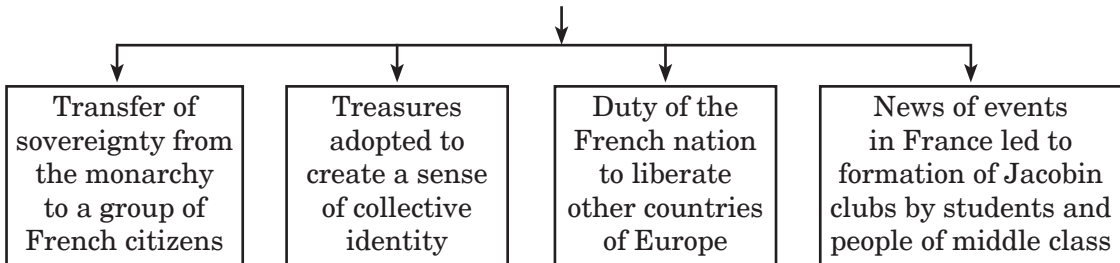 Transfer of
sovereignty from
the monarchy
to a group of
French citizens
Treasures
adopted to
create a sense
of collective
identity
Duty of the
French nation
to liberate
other countries
of Europe
News of events
in France led to
formation of Jacobin
clubs by students and
people of middle class